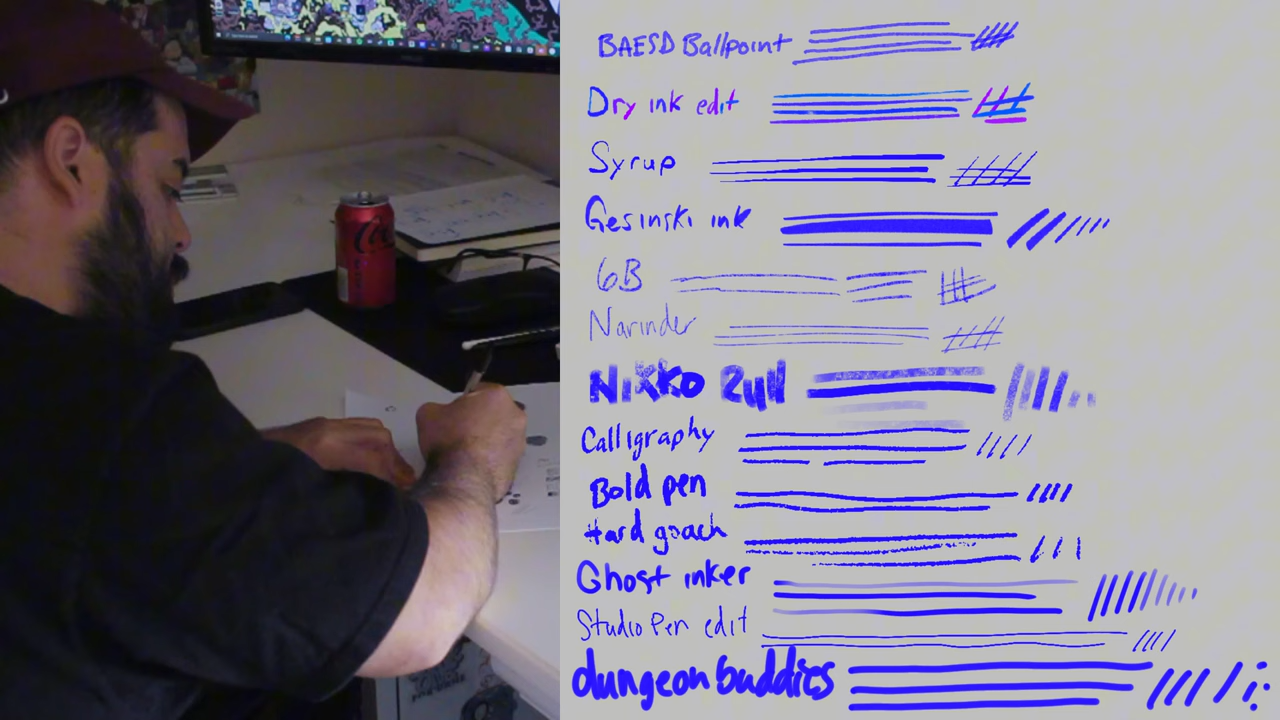 BAESD Ballpoint
Dry ink edit
Syrup
Gesinski ink
6B
Narinder
Nikko Rull
Calligraphy
Bold pen
Hard goach
Ghost inker
Studio Pen edit
dungeon buddies